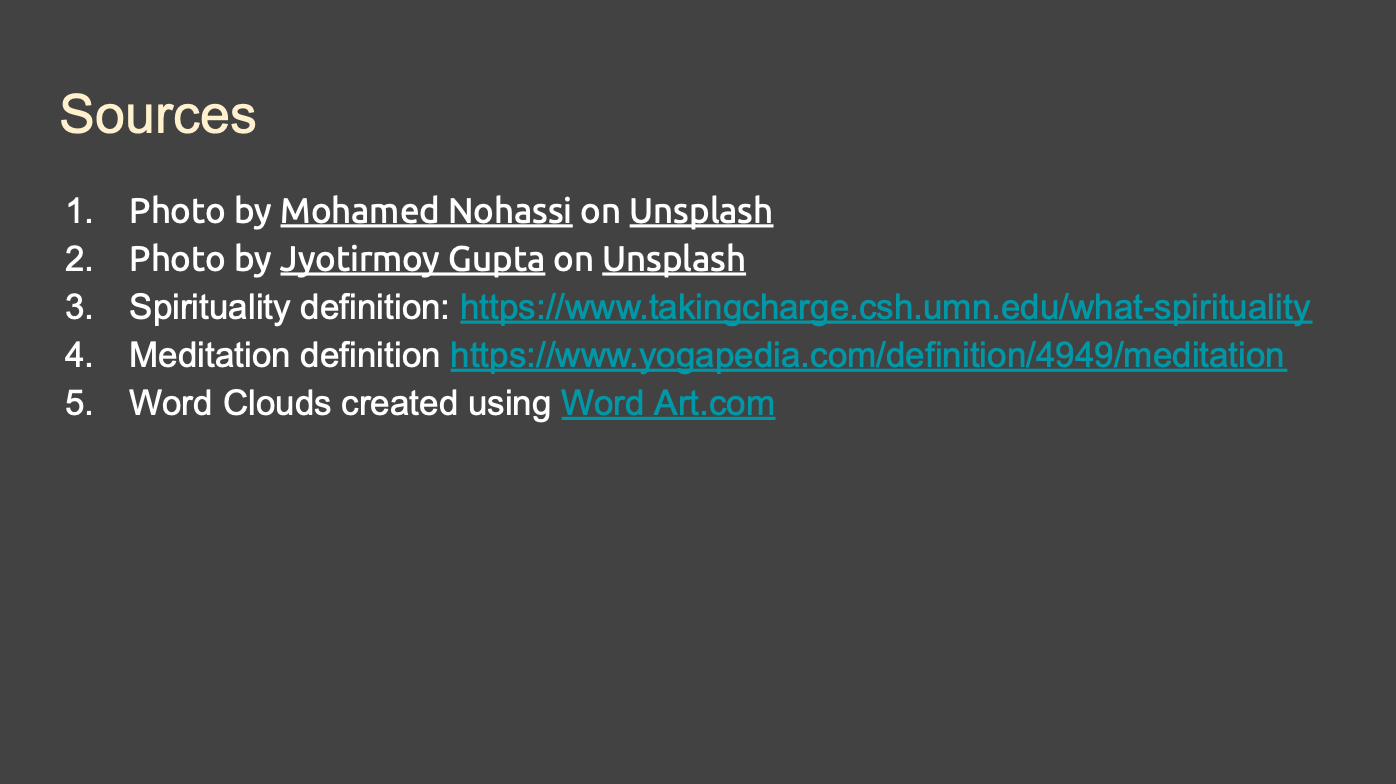 Sources
1. Photo by Mohamed Nohassi on Unsplash
2. Photo by Jyotirmoy Gupta on Unsplash
3. Spirituality definition: https://www.takingcharge.csh.umn.edu/what-spirituality
4. Meditation definition https://www.yogapedia.com/definition/4949/meditation
5. Word Clouds created using Word Art.com